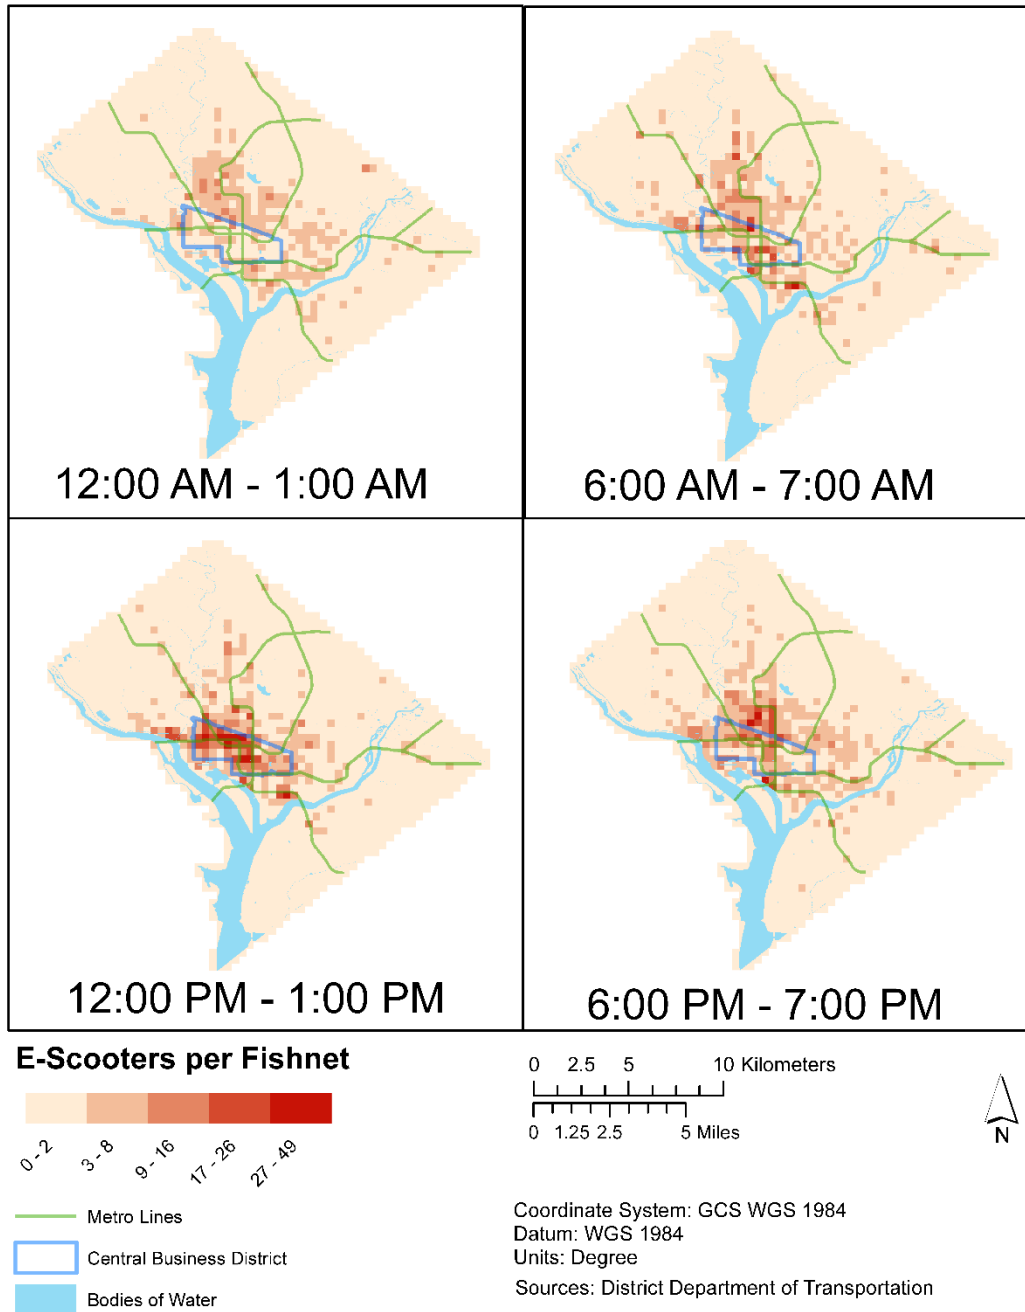 12:00 AM - 1:00 AM
6:00 AM - 7:00 AM
12:00 PM - 1:00 PM
6:00 PM - 7:00 PM
E-Scooters per Fishnet
0 - 2
3 - 8
9 - 16
17 - 26
27 - 49
Metro Lines
Central Business District
Bodies of Water
0 2.5 5 10 Kilometers
0 1.25 2.5 5 Miles
N
Coordinate System: GCS WGS 1984
Datum: WGS 1984
Units: Degree
Sources: District Department of Transportation